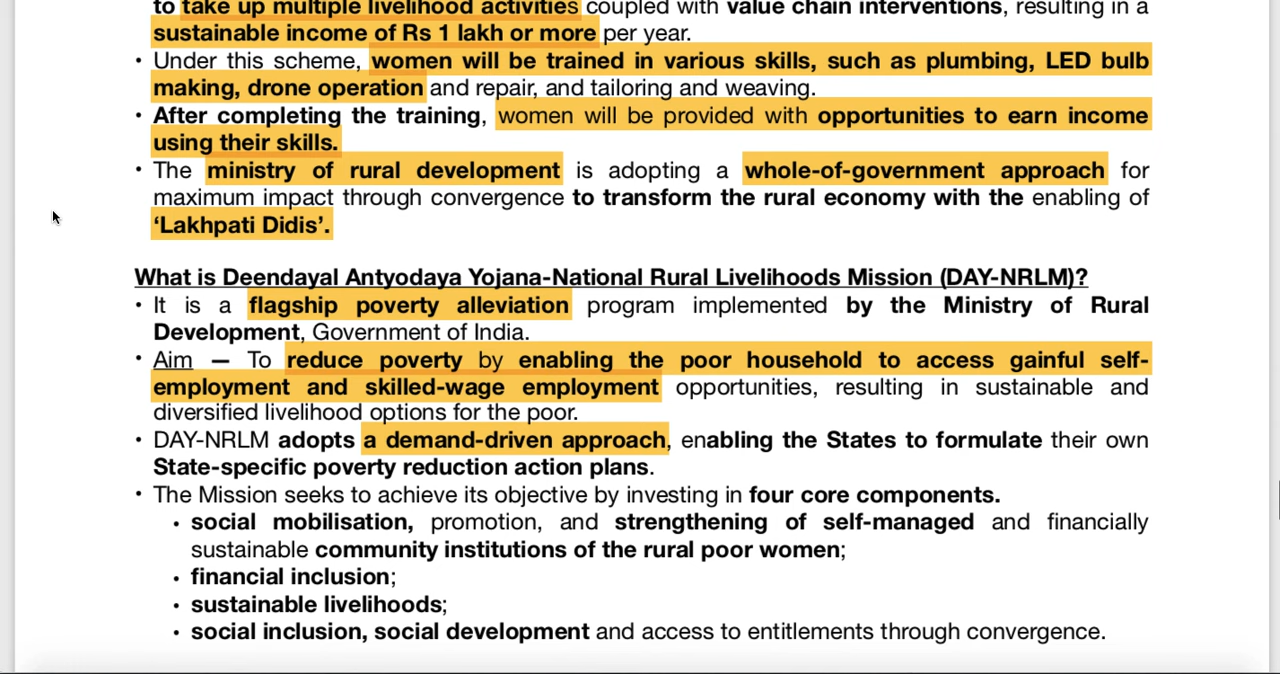 to take up multiple livelihood activities coupled with value chain interventions, resulting in a
sustainable income of Rs 1 lakh or more per year.
• Under this scheme, women will be trained in various skills, such as plumbing, LED bulb
making, drone operation and repair, and tailoring and weaving.
• After completing the training, women will be provided with opportunities to earn income
using their skills.
• The ministry of rural development is adopting a whole-of-government approach for
maximum impact through convergence to transform the rural economy with the enabling of
‘Lakhpati Didis’.
What is Deendayal Antyodaya Yojana-National Rural Livelihoods Mission (DAY-NRLM)?
• It is a flagship poverty alleviation program implemented by the Ministry of Rural
Development, Government of India.
• Aim — To reduce poverty by enabling the poor household to access gainful self-
employment and skilled-wage employment opportunities, resulting in sustainable and
diversified livelihood options for the poor.
• DAY-NRLM adopts a demand-driven approach, enabling the States to formulate their own
State-specific poverty reduction action plans.
• The Mission seeks to achieve its objective by investing in four core components.
• social mobilisation, promotion, and strengthening of self-managed and financially
sustainable community institutions of the rural poor women;
• financial inclusion;
• sustainable livelihoods;
• social inclusion, social development and access to entitlements through convergence.